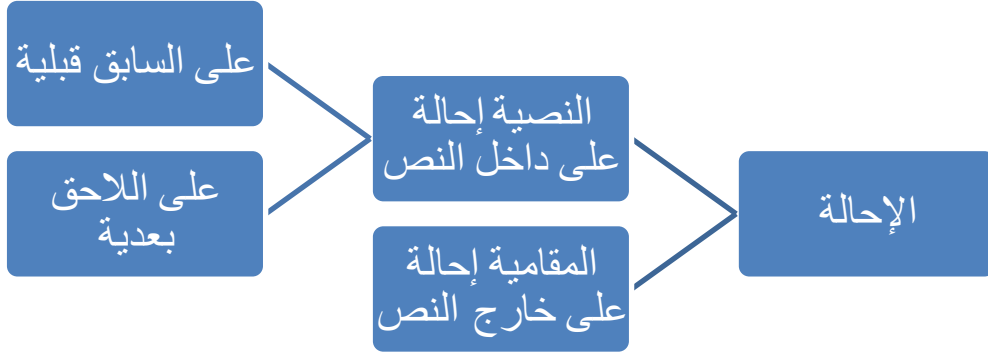 الإحالة
النصية إحالة
على داخل النص
المقامية إحالة
على خارج النص
على السابق قبلية
على اللاحق
بعدية